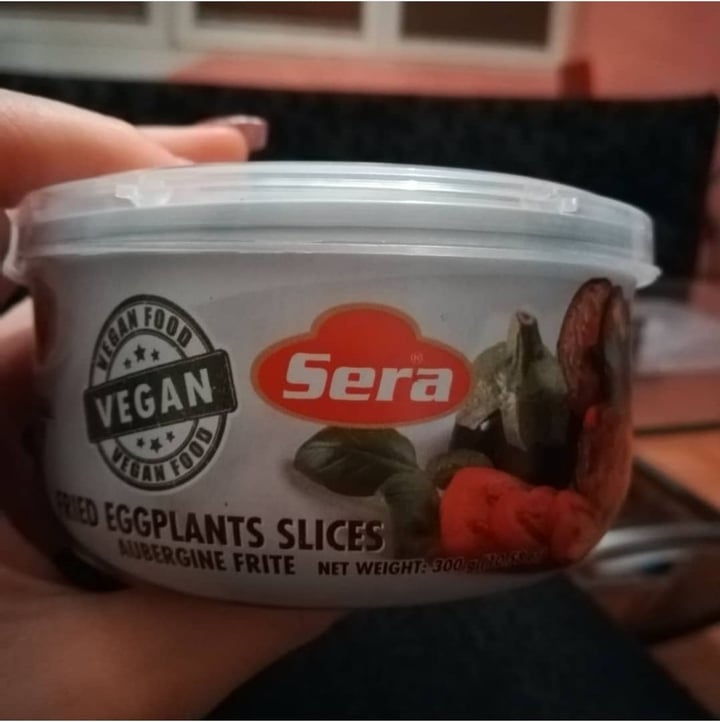 VEGAN FOOD
VEGAN
VEGAN FOOD
Sera®
FRIED EGGPLANTS SLICES
AUBERGINE FRITE
NET WEIGHT: 300 g